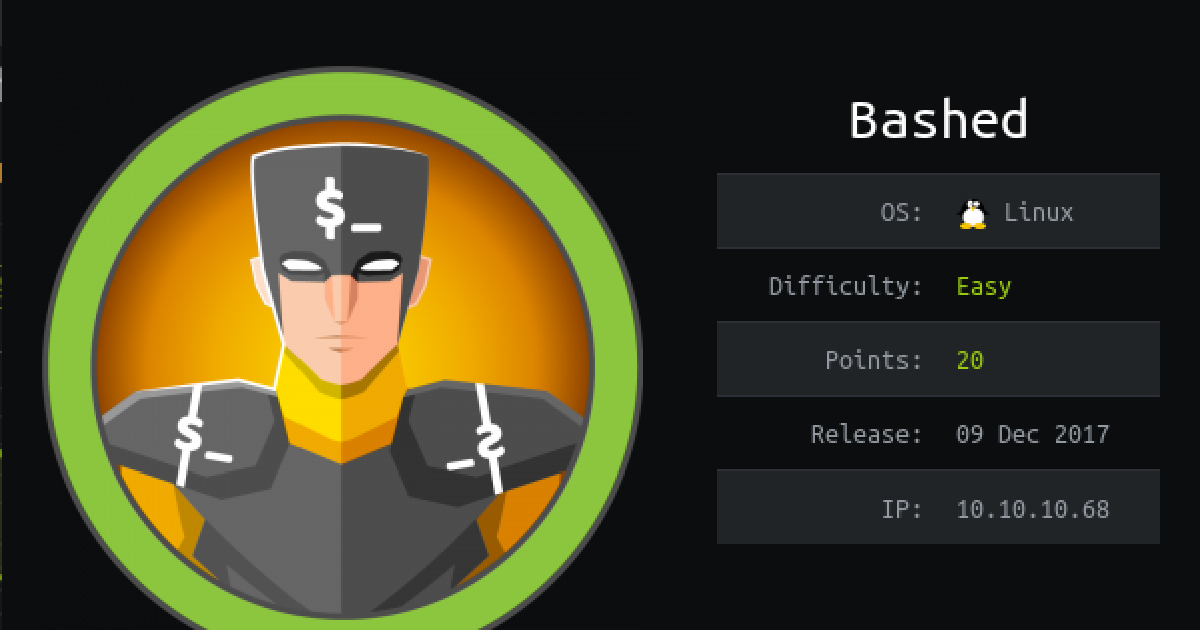 $_
$_
$_
Bashed
OS: Linux
Difficulty: Easy
Points: 20
Release: 09 Dec 2017
IP: 10.10.10.68